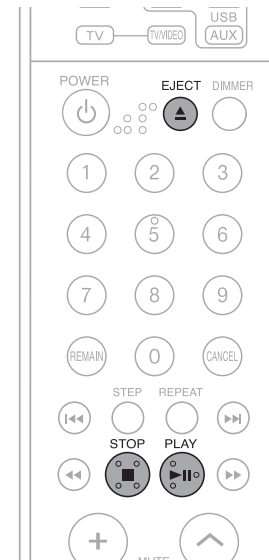 USB
TV TV/VIDEO AUX
POWER EJECT DIMMER
1 2 3
4 5 6
7 8 9
REMAIN 0 CANCEL
STEP REPEAT
STOP PLAY
MUTE